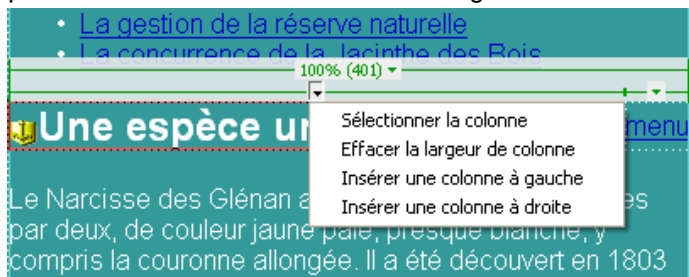 • La gestion de la réserve naturelle
• La concurrence de la Jacinthe des Bois
100% (401)
Une espèce
menu
Sélectionner la colonne
Effacer la largeur de colonne
Insérer une colonne à gauche
Insérer une colonne à droite
Le Narcisse des Glénan
es
par deux, de couleur jaune pâle, presque blanche, y
compris la couronne allongée. Il a été découvert en 1803